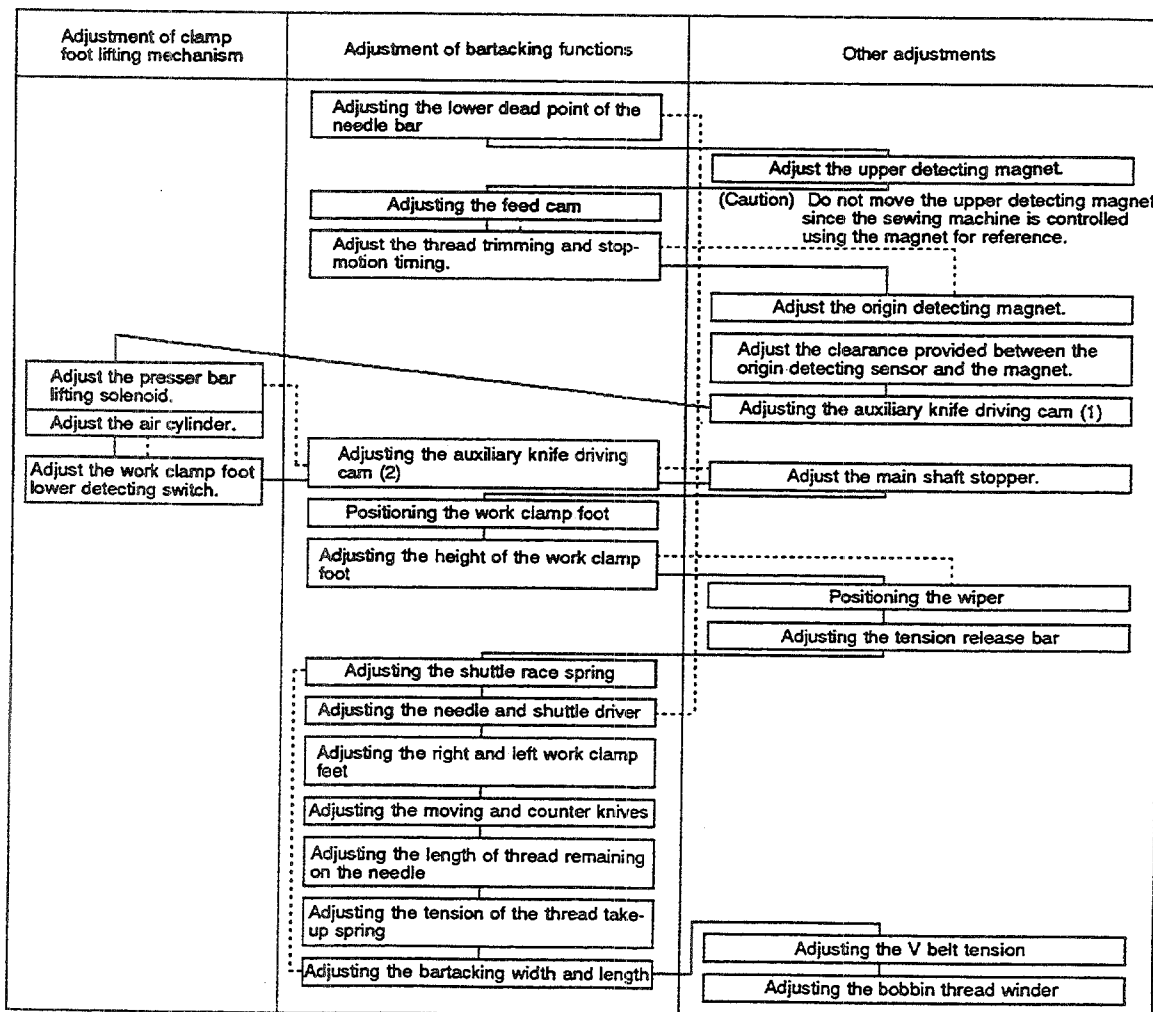 Adjustment of clamp
foot lifting mechanism
Adjustment of bartacking functions
Other adjustments
Adjusting the lower dead point of the
needle bar
Adjust the upper detecting magnet.
(Caution) Do not move the upper detecting magnet
since the sewing machine is controlled
using the magnet for reference.
Adjusting the feed cam
Adjust the thread trimming and stop-
motion timing.
Adjust the origin detecting magnet.
Adjust the clearance provided between the
origin detecting sensor and the magnet.
Adjusting the auxiliary knife driving cam (1)
Adjust the presser bar
lifting solenoid.
Adjust the air cylinder.
Adjust the work clamp foot
lower detecting switch.
Adjusting the auxiliary knife driving
cam (2)
Adjust the main shaft stopper.
Positioning the work clamp foot
Adjusting the height of the work clamp
foot
Positioning the wiper
Adjusting the tension release bar
Adjusting the shuttle race spring
Adjusting the needle and shuttle driver
Adjusting the right and left work clamp
feet
Adjusting the moving and counter knives
Adjusting the length of thread remaining
on the needle
Adjusting the tension of the thread take-
up spring
Adjusting the bartacking width and length
Adjusting the V belt tension
Adjusting the bobbin thread winder